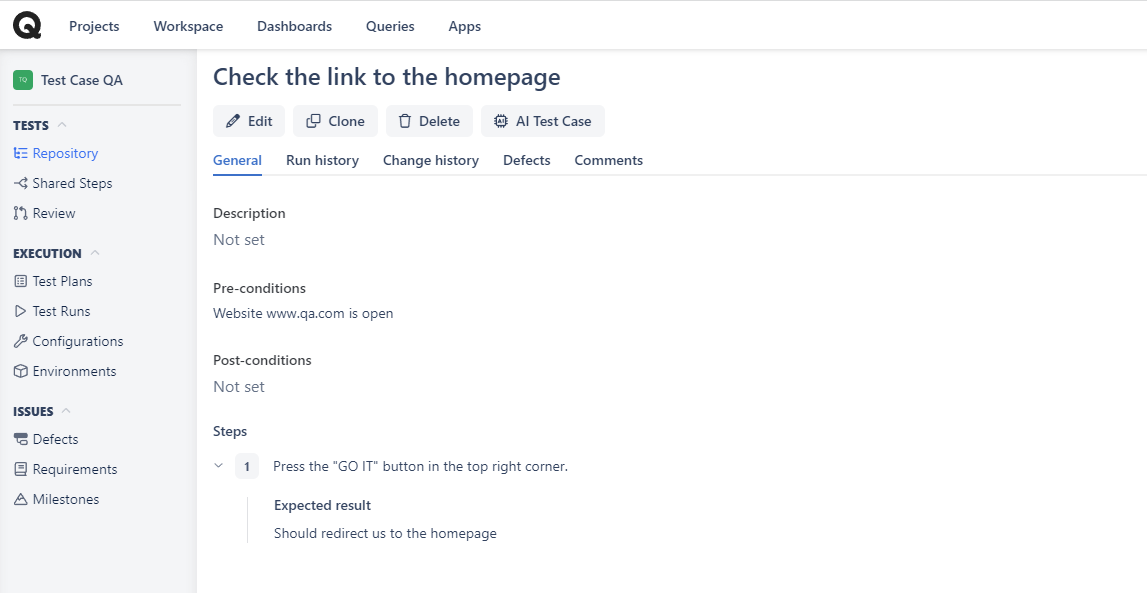 Projects Workspace Dashboards Queries Apps
TQ Test Case QA
TESTS
Repository
Shared Steps
Review
EXECUTION
Test Plans
Test Runs
Configurations
Environments
ISSUES
Defects
Requirements
Milestones
Check the link to the homepage
Edit Clone Delete AI Test Case
General Run history Change history Defects Comments
Description
Not set
Pre-conditions
Website www.qa.com is open
Post-conditions
Not set
Steps
1 Press the "GO IT" button in the top right corner.
Expected result
Should redirect us to the homepage